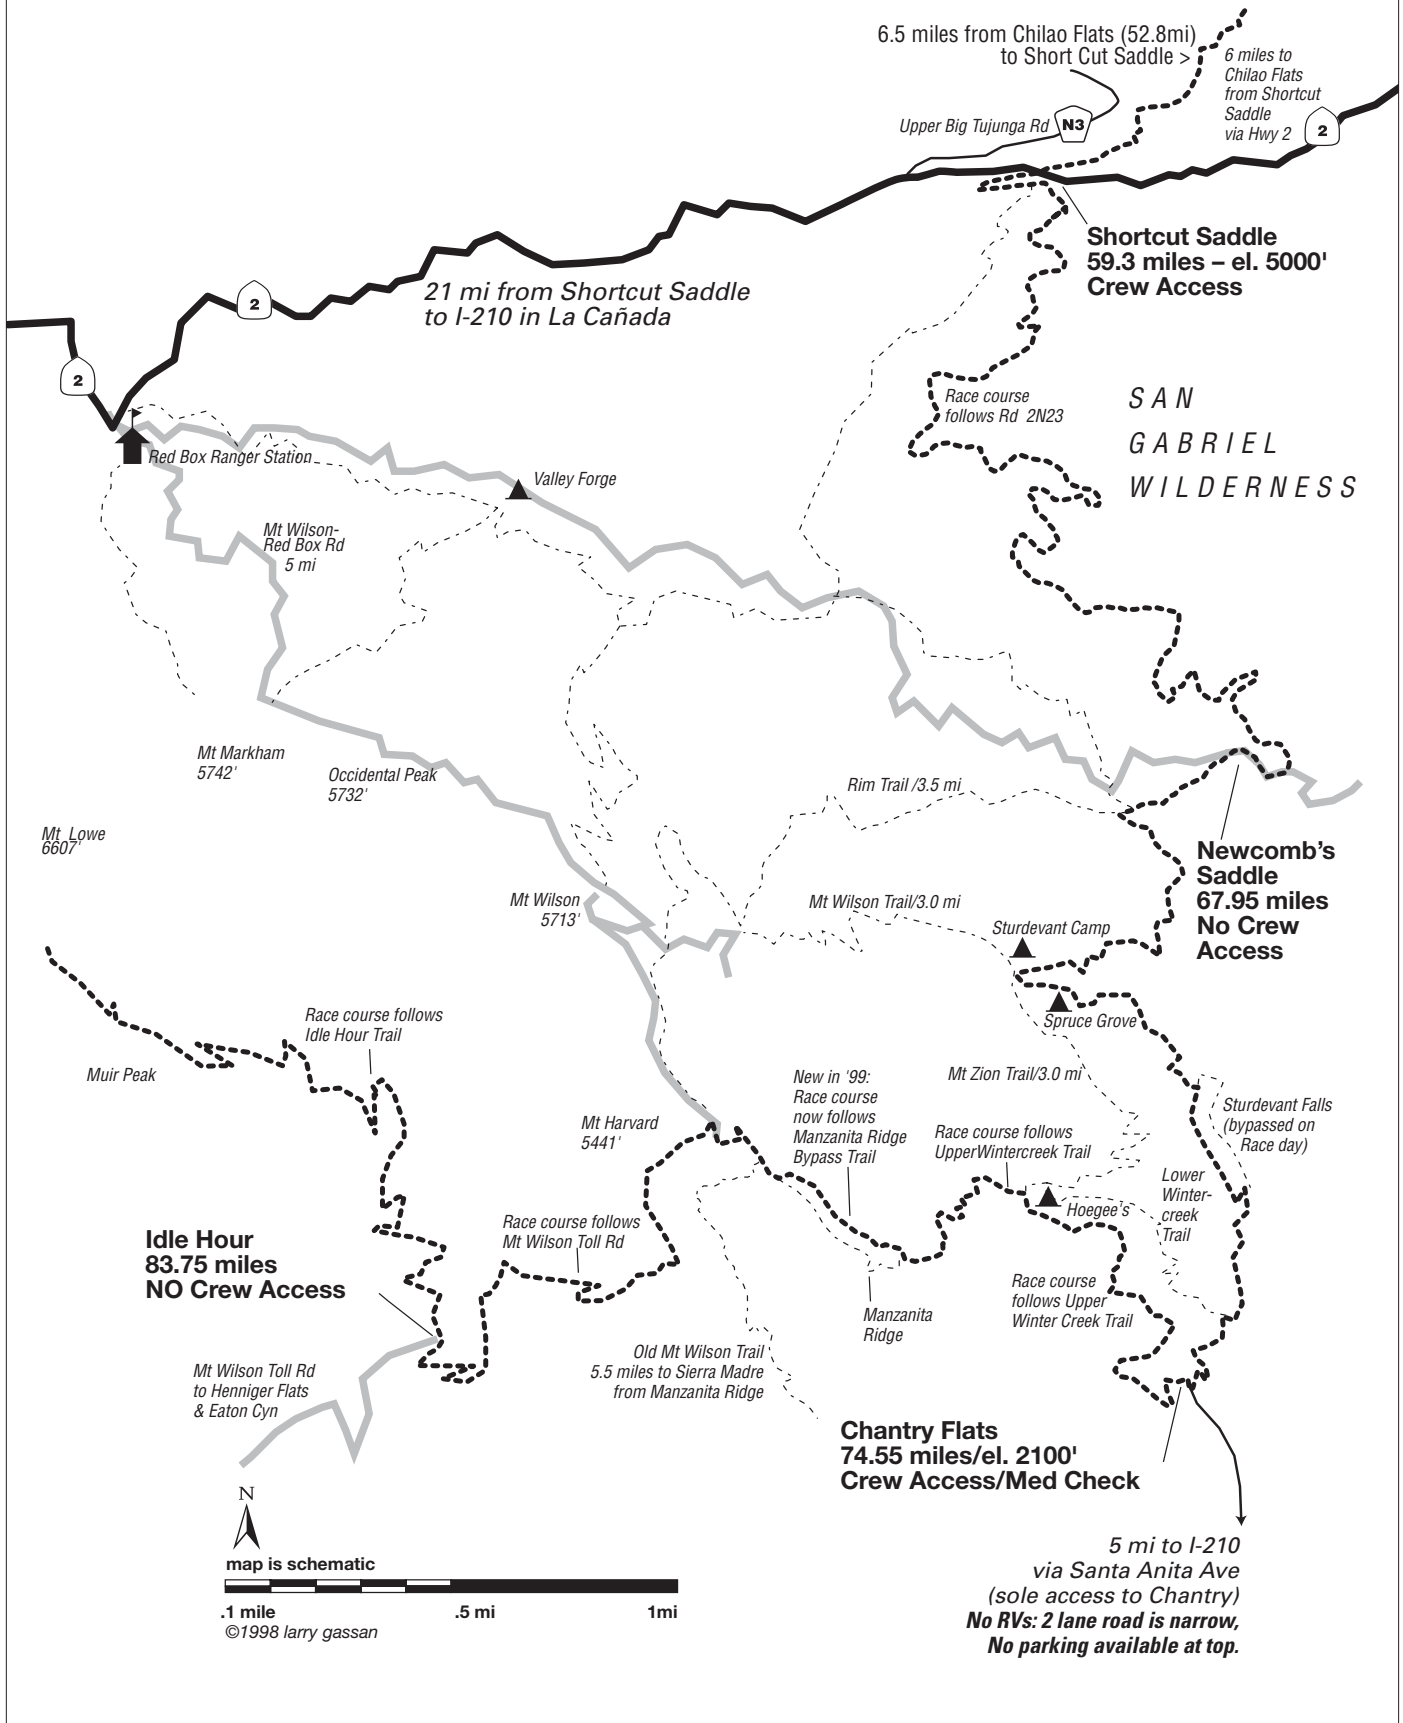 6.5 miles from Chilao Flats (52.8mi)
to Short Cut Saddle >
6 miles to
Chilao Flats
from Shortcut
Saddle
via Hwy 2
2
Upper Big Tujunga Rd
N3
Shortcut Saddle
59.3 miles – el. 5000'
Crew Access
2
21 mi from Shortcut Saddle
to I-210 in La Cañada
2
Race course
follows Rd 2N23
SAN
GABRIEL
WILDERNESS
Red Box Ranger Station
Valley Forge
Mt Wilson-
Red Box Rd
5 mi
Mt Markham
5742'
Occidental Peak
5732'
Rim Trail /3.5 mi
Mt Lowe
6607'
Newcomb's
Saddle
67.95 miles
No Crew
Access
Mt Wilson
5713'
Mt Wilson Trail/3.0 mi
Sturdevant Camp
Spruce Grove
Race course follows
Idle Hour Trail
Muir Peak
Mt Zion Trail/3.0 mi
New in '99:
Race course
now follows
Manzanita Ridge
Bypass Trail
Sturdevant Falls
(bypassed on
Race day)
Mt Harvard
5441'
Race course follows
UpperWintercreek Trail
Lower
Winter-
creek
Trail
Hoegee's
Race course follows
Mt Wilson Toll Rd
Idle Hour
83.75 miles
NO Crew Access
Race course
follows Upper
Winter Creek Trail
Manzanita
Ridge
Old Mt Wilson Trail
5.5 miles to Sierra Madre
from Manzanita Ridge
Mt Wilson Toll Rd
to Henniger Flats
& Eaton Cyn
Chantry Flats
74.55 miles/el. 2100'
Crew Access/Med Check
N
map is schematic
.1 mile .5 mi 1mi
©1998 larry gassan
5 mi to I-210
via Santa Anita Ave
(sole access to Chantry)
No RVs: 2 lane road is narrow,
No parking available at top.